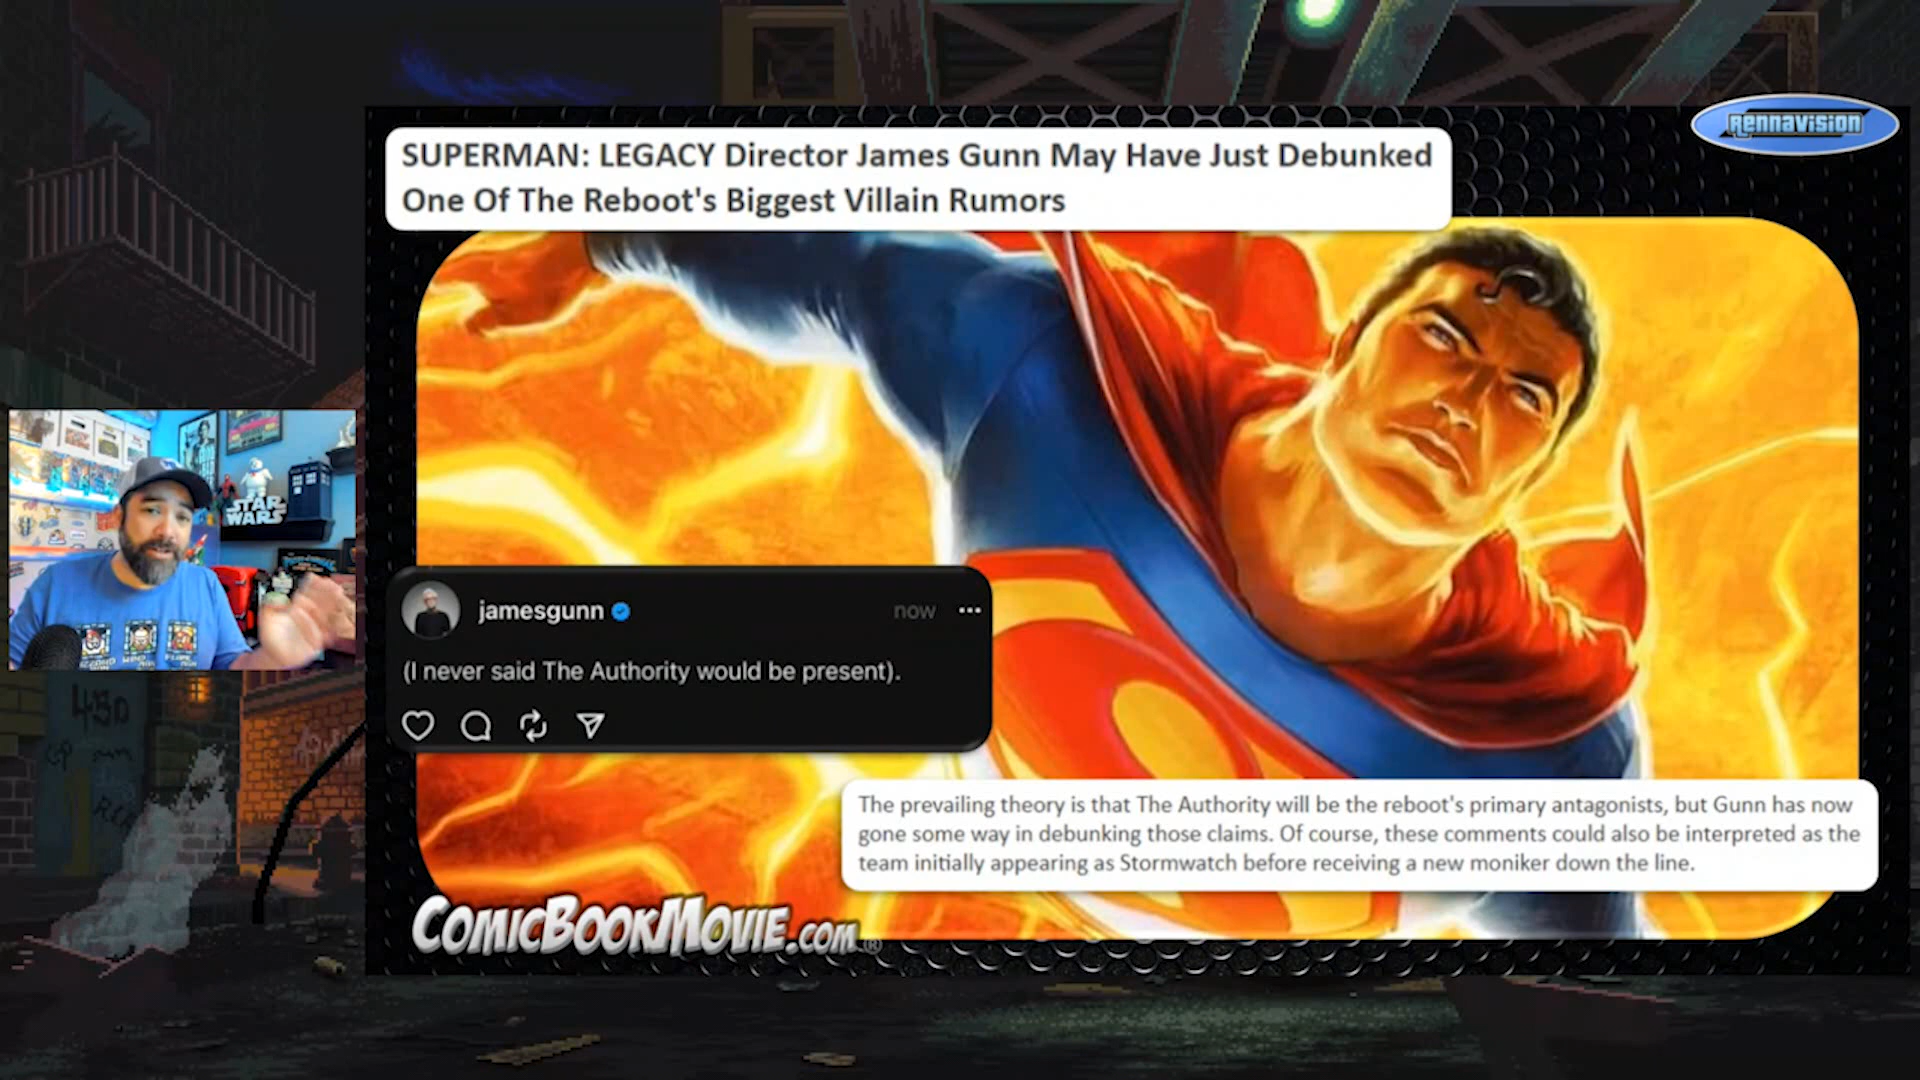 RENNAVISION
SUPERMAN: LEGACY Director James Gunn May Have Just Debunked
One Of The Reboot's Biggest Villain Rumors
STAR
WARS
jamesgunn
now
(I never said The Authority would be present).
The prevailing theory is that The Authority will be the reboot's primary antagonists, but Gunn has now
gone some way in debunking those claims. Of course, these comments could also be interpreted as the
team initially appearing as Stormwatch before receiving a new moniker down the line.
COMICBOOKMOVIE.COM®